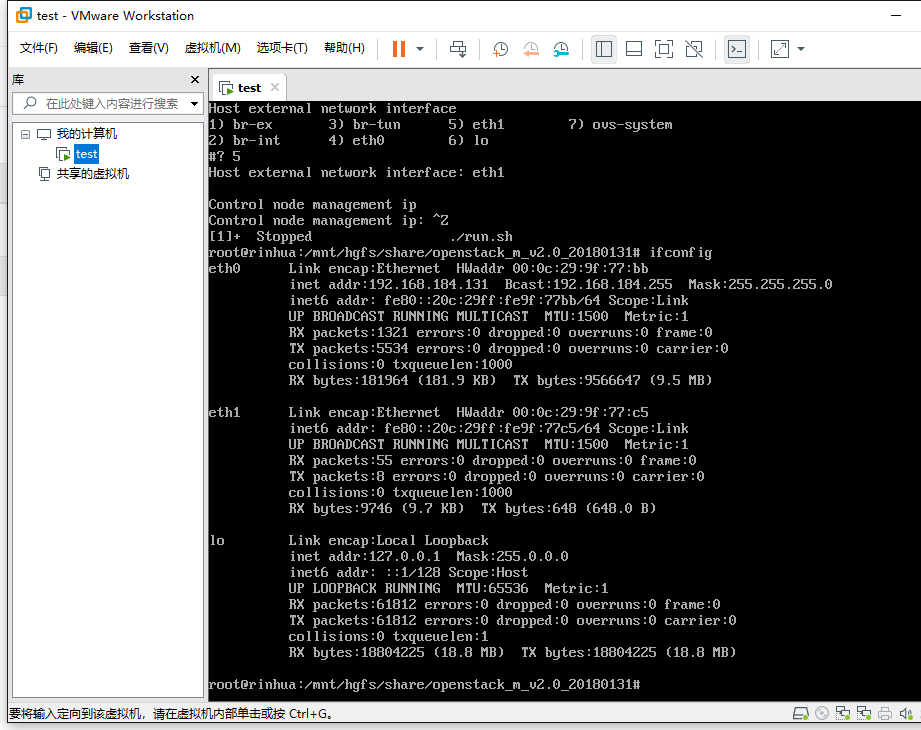 test - VMware Workstation
文件(F) 编辑(E) 查看(V) 虚拟机(M) 选项卡(T) 帮助(H)
库
在此处键入内容进行搜索
我的计算机
test
共享的虚拟机
test
Host external network interface
1) br-ex 3) br-tun 5) eth1 7) ovs-system
2) br-int 4) eth0 6) lo
#? 5
Host external network interface: eth1
Control node management ip
Control node management ip: ^Z
[1]+ Stopped ./run.sh
root@rinhua:/mnt/hgfs/share/openstack_m_v2.0_20180131# ifconfig
eth0 Link encap:Ethernet HWaddr 00:0c:29:9f:77:bb
inet addr:192.168.184.131 Bcast:192.168.184.255 Mask:255.255.255.0
inet6 addr: fe80::20c:29ff:fe9f:77bb/64 Scope:Link
UP BROADCAST RUNNING MULTICAST MTU:1500 Metric:1
RX packets:1321 errors:0 dropped:0 overruns:0 frame:0
TX packets:5534 errors:0 dropped:0 overruns:0 carrier:0
collisions:0 txqueuelen:1000
RX bytes:181964 (181.9 KB) TX bytes:9566647 (9.5 MB)
eth1 Link encap:Ethernet HWaddr 00:0c:29:9f:77:c5
inet6 addr: fe80::20c:29ff:fe9f:77c5/64 Scope:Link
UP BROADCAST RUNNING MULTICAST MTU:1500 Metric:1
RX packets:55 errors:0 dropped:0 overruns:0 frame:0
TX packets:8 errors:0 dropped:0 overruns:0 carrier:0
collisions:0 txqueuelen:1000
RX bytes:9746 (9.7 KB) TX bytes:648 (648.0 B)
lo Link encap:Local Loopback
inet addr:127.0.0.1 Mask:255.0.0.0
inet6 addr: ::1/128 Scope:Host
UP LOOPBACK RUNNING MTU:65536 Metric:1
RX packets:61812 errors:0 dropped:0 overruns:0 frame:0
TX packets:61812 errors:0 dropped:0 overruns:0 carrier:0
collisions:0 txqueuelen:1
RX bytes:18804225 (18.8 MB) TX bytes:18804225 (18.8 MB)
root@rinhua:/mnt/hgfs/share/openstack_m_v2.0_20180131#
要将输入定向到该虚拟机，请在虚拟机内部单击或按 Ctrl+G。